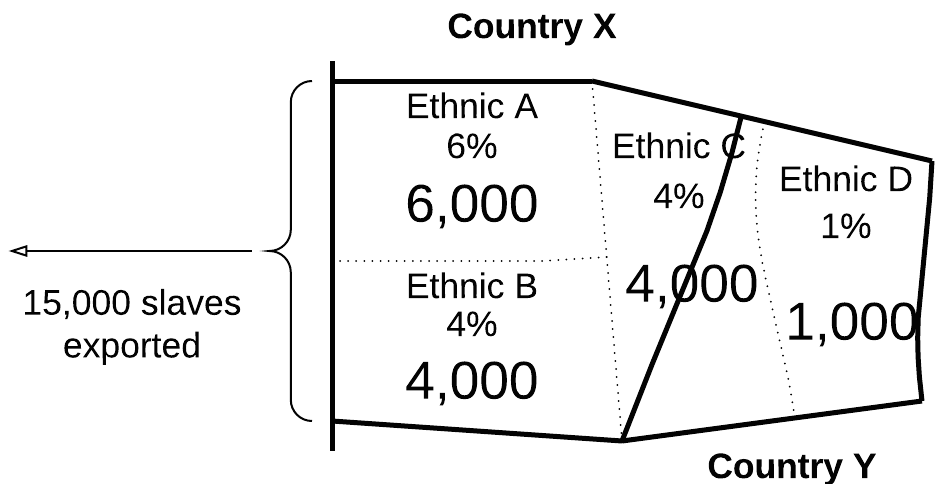 Country X
Ethnic A
6%
6,000
Ethnic B
4%
4,000
Ethnic C
4%
4,000
Ethnic D
1%
1,000
15,000 slaves
exported
Country Y